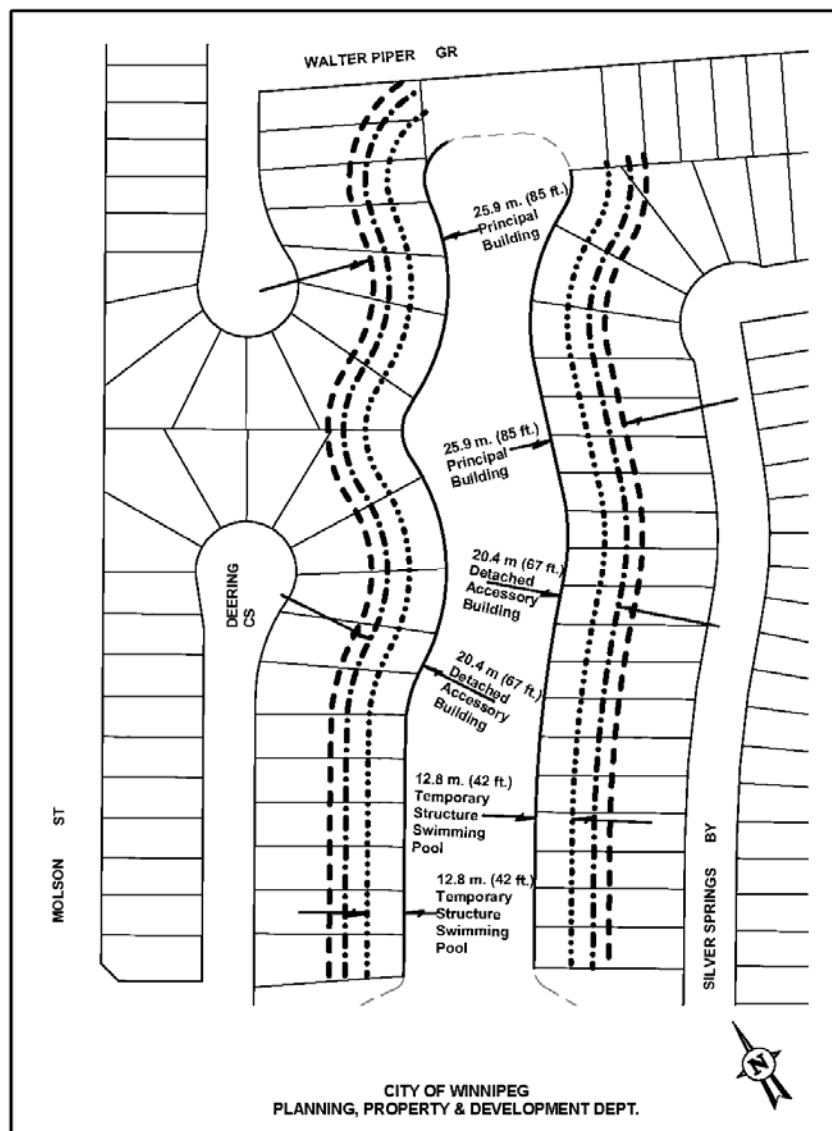 WALTER PIPER GR
25.9 m. (85 ft.)
Principal
Building
25.9 m. (85 ft.)
Principal
Building
DEERING
CS
20.4 m (67 ft.)
Detached
Accessory
Building
20.4 m (67 ft.)
Detached
Accessory
Building
12.8 m. (42 ft.)
Temporary
Structure
Swimming
Pool
12.8 m. (42 ft.)
Temporary
Structure
Swimming
Pool
MOLSON ST
SILVER SPRINGS BY
N
CITY OF WINNIPEG
PLANNING, PROPERTY & DEVELOPMENT DEPT.